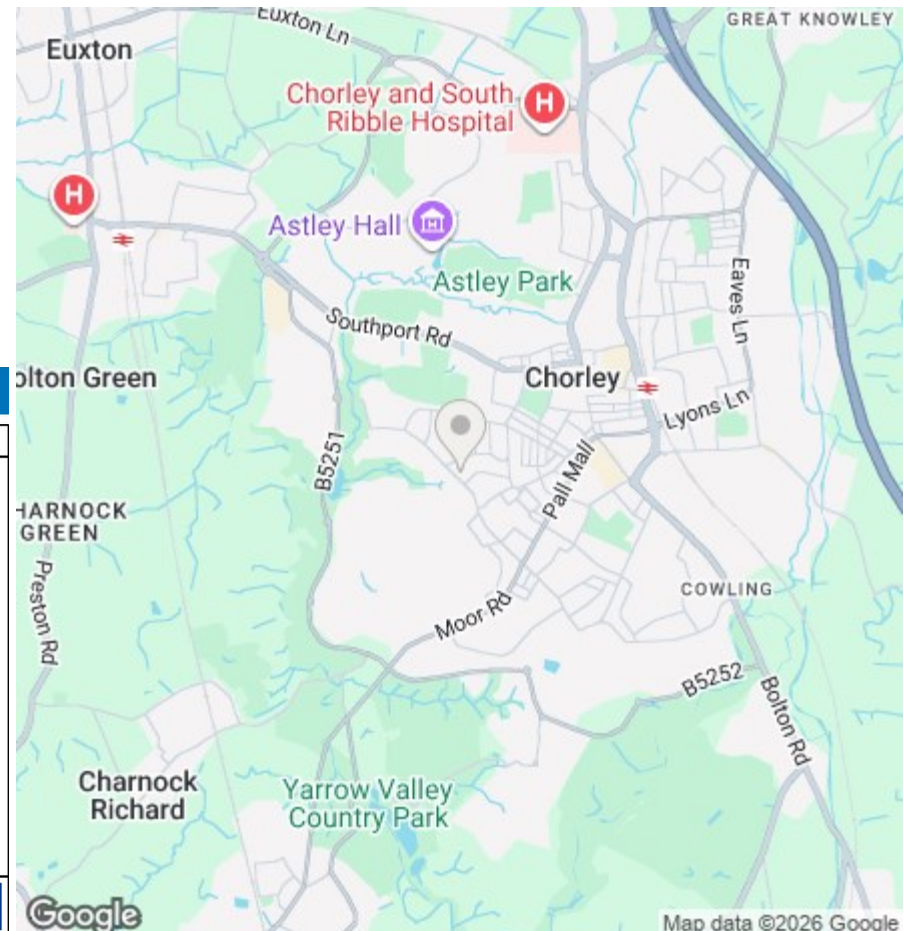 GREAT KNOWLEY
Euxton Ln
Euxton
Chorley and South
Ribble Hospital
H
H
Astley Hall
Astley Park
Eaves Ln
Southport Rd
olton Green
Chorley
Lyons Ln
B5251
Pall Mall
HARNOCK
GREEN
Preston Rd
COWLING
Moor Rd
B5252
Bolton Rd
Charnock
Richard
Yarrow Valley
Country Park
Google
Map data ©2026 Google